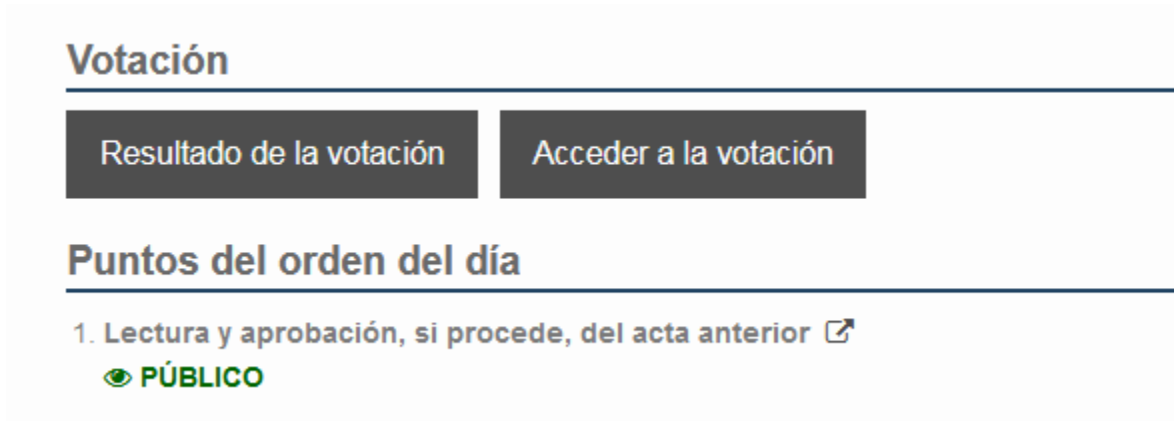 Votación
Resultado de la votación
Acceder a la votación
Puntos del orden del día
1. Lectura y aprobación, si procede, del acta anterior
PÚBLICO